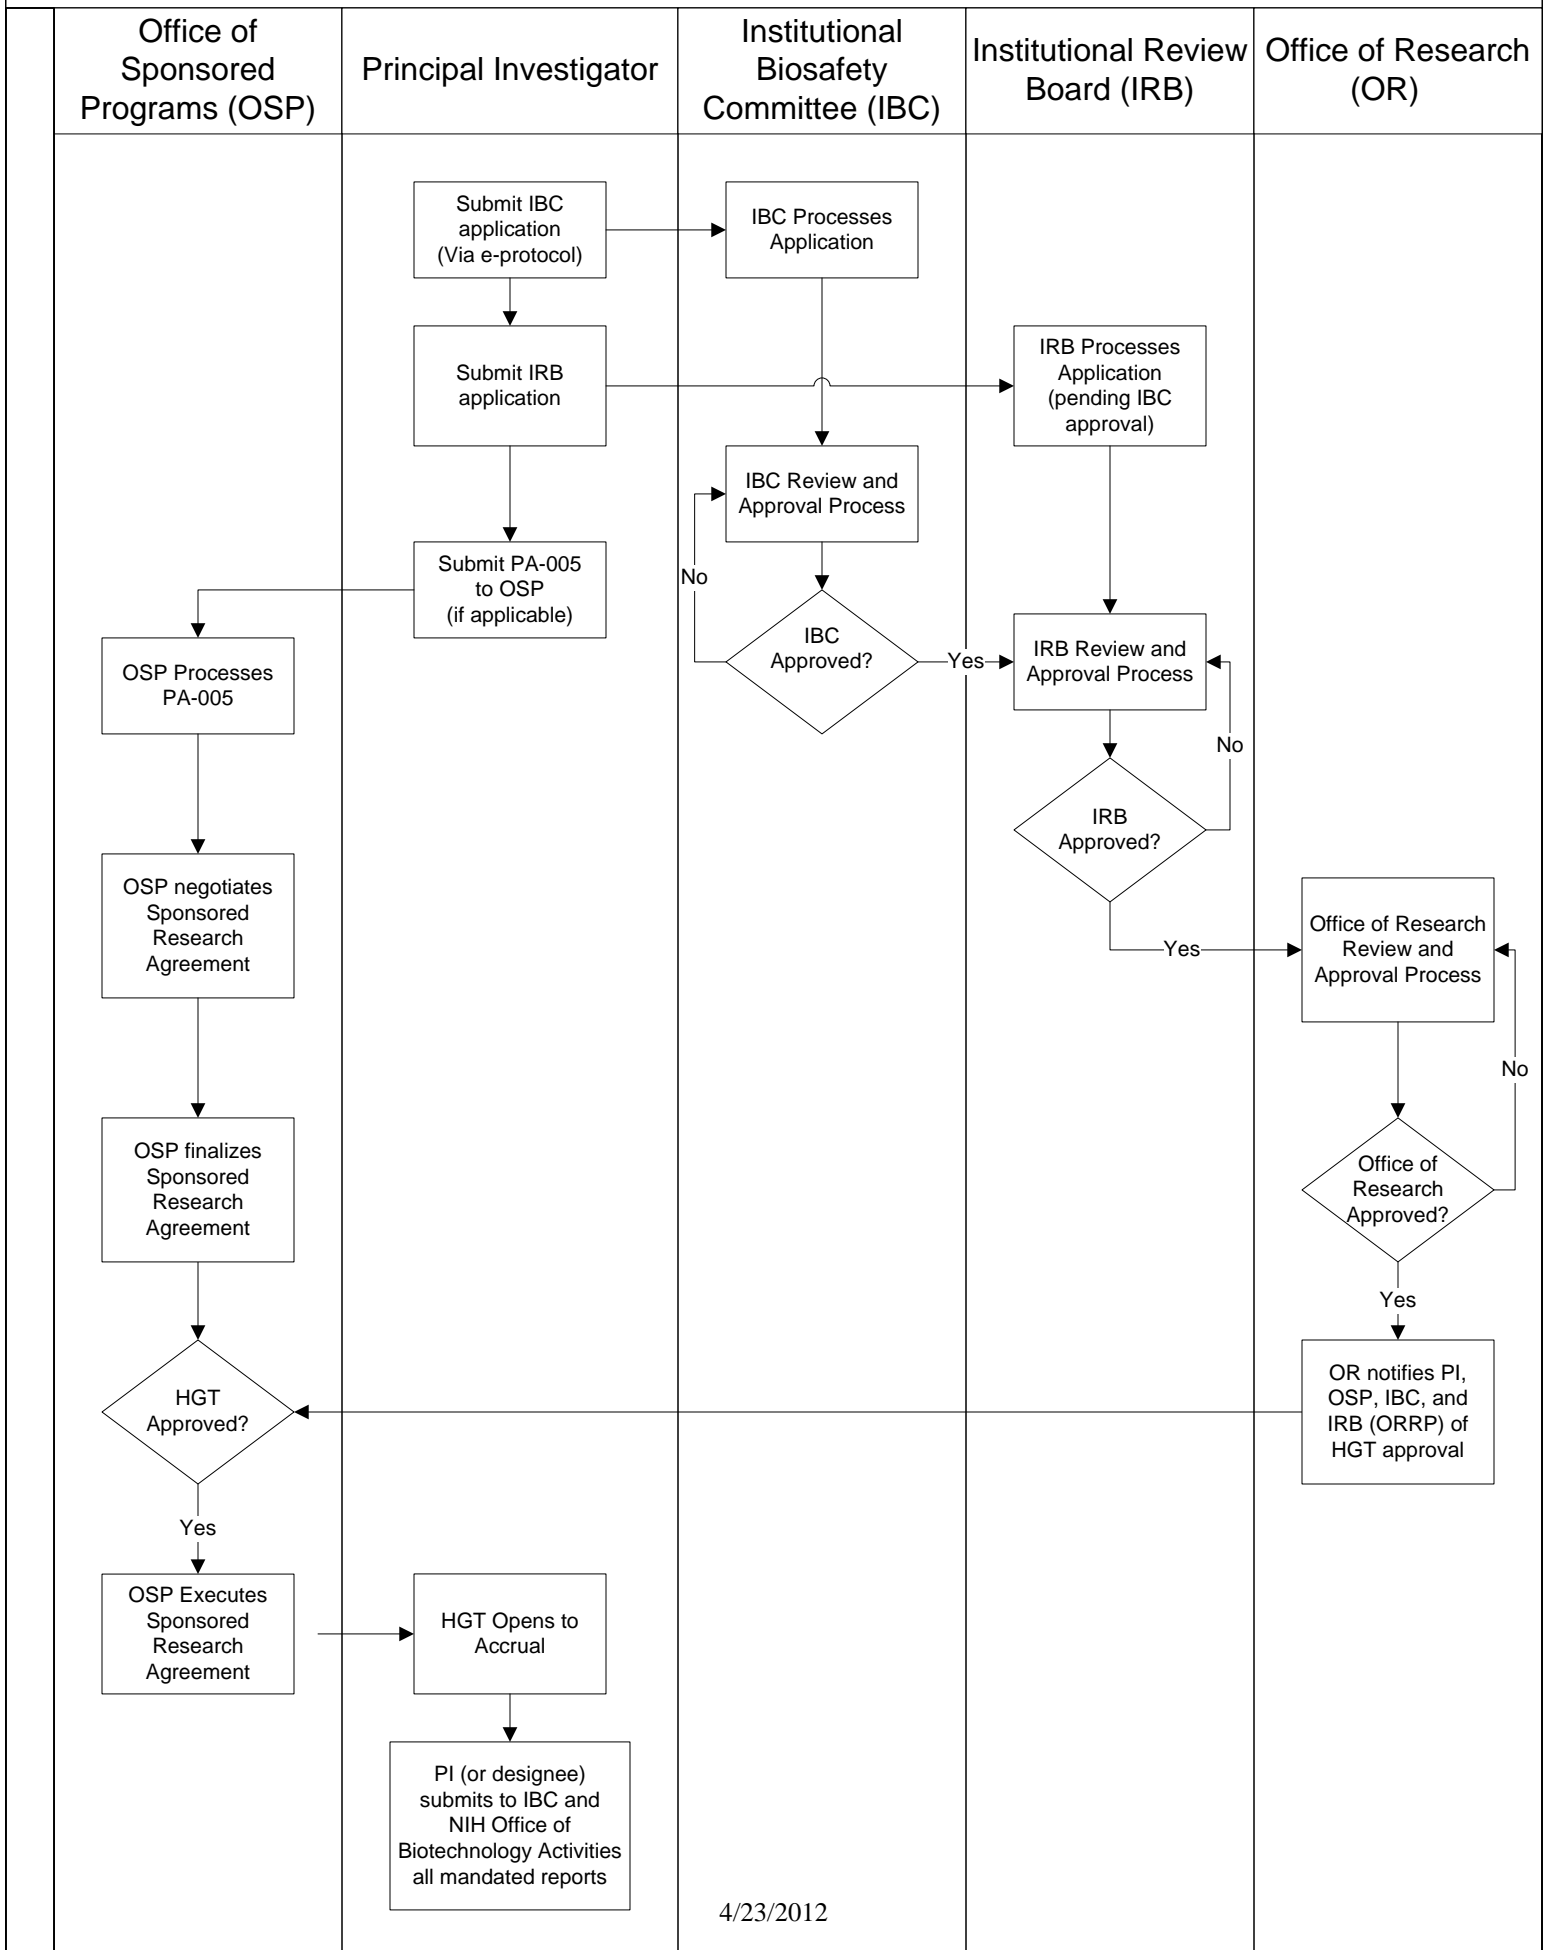 Office of
Sponsored
Programs (OSP)
Principal Investigator
Institutional
Biosafety
Committee (IBC)
Institutional Review
Board (IRB)
Office of Research
(OR)
Submit IBC
application
(Via e-protocol)
IBC Processes
Application
Submit IRB
application
IRB Processes
Application
(pending IBC
approval)
IBC Review and
Approval Process
Submit PA-005
to OSP
(if applicable)
No
OSP Processes
PA-005
IBC
Approved?
Yes
IRB Review and
Approval Process
No
IRB
Approved?
OSP negotiates
Sponsored
Research
Agreement
Yes
Office of Research
Review and
Approval Process
No
OSP finalizes
Sponsored
Research
Agreement
Office of
Research
Approved?
Yes
HGT
Approved?
OR notifies PI,
OSP, IBC, and
IRB (ORRP) of
HGT approval
Yes
OSP Executes
Sponsored
Research
Agreement
HGT Opens to
Accrual
PI (or designee)
submits to IBC and
NIH Office of
Biotechnology Activities
all mandated reports
4/23/2012